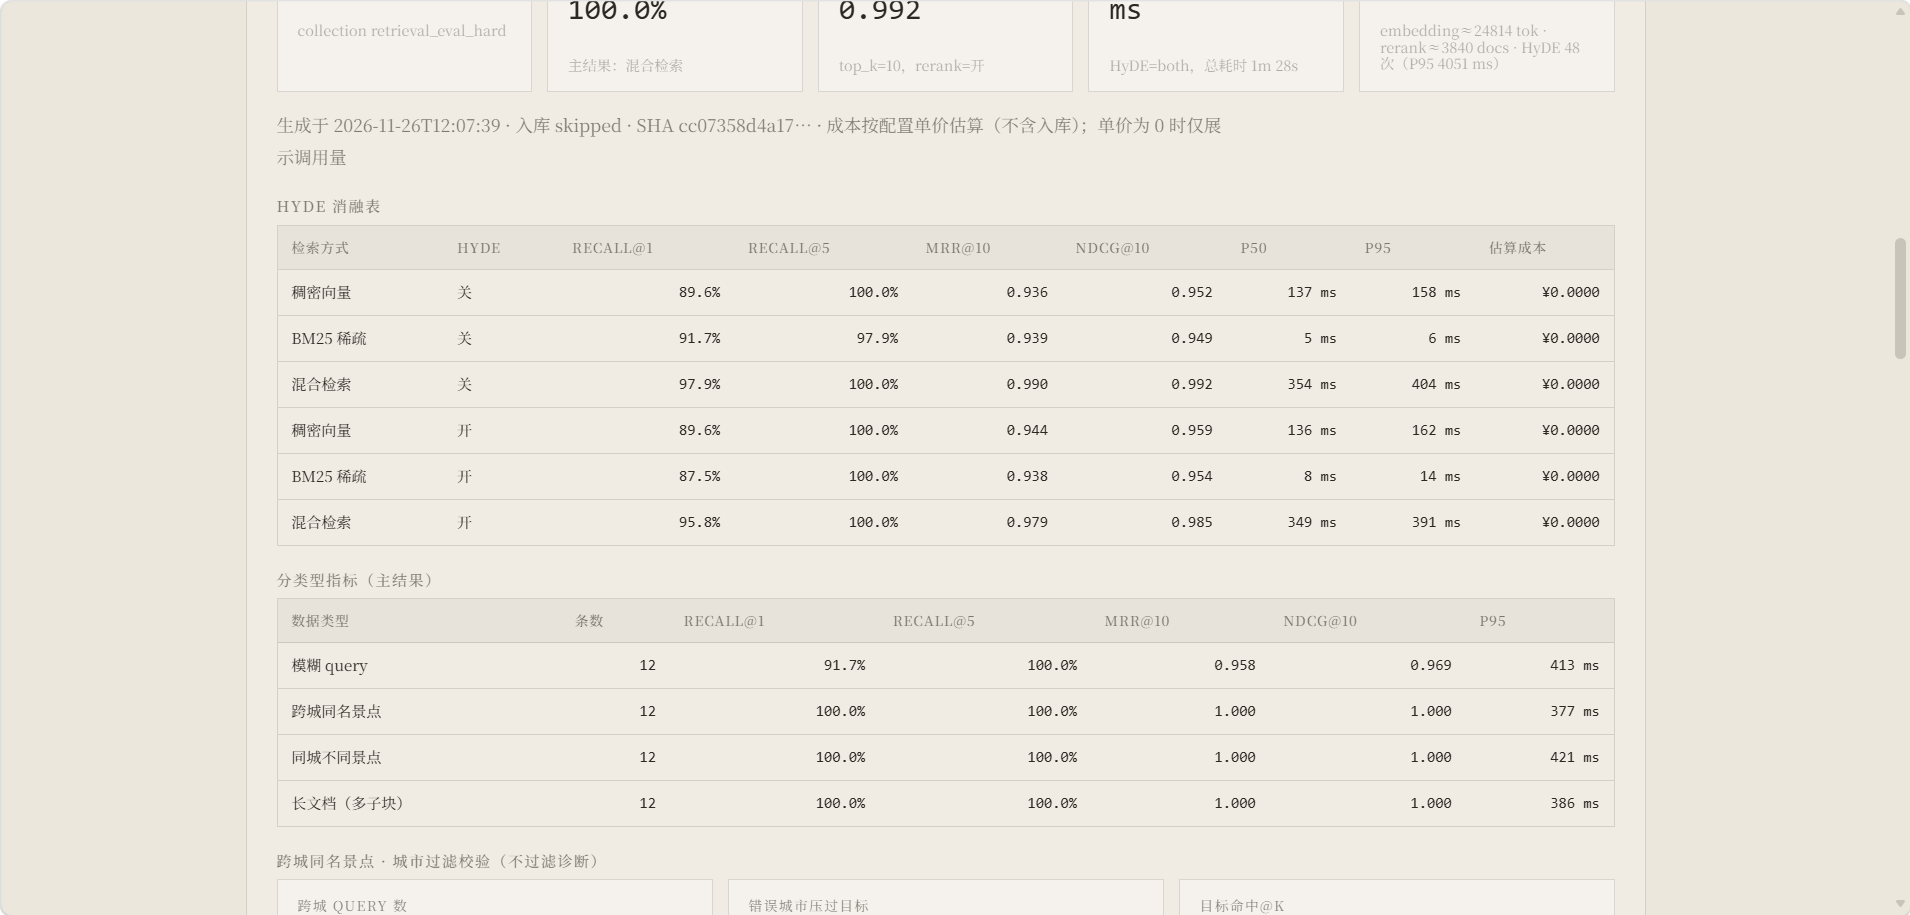 100.0%
0.992
ms
collection retrieval_eval_hard
主结果：混合检索
top_k=10，rerank=开
HyDE=both，总耗时 1m 28s
embedding≈24814 tok ·
rerank≈3840 docs · HyDE 48
次（P95 4051 ms）
生成于 2026-11-26T12:07:39 · 入库 skipped · SHA cc07358d4a17… · 成本按配置单价估算（不含入库）；单价为 0 时仅展
示调用量
HYDE 消融表
检索方式 HYDE RECALL@1 RECALL@5 MRR@10 NDCG@10 P50 P95 估算成本
稠密向量 关 89.6% 100.0% 0.936 0.952 137 ms 158 ms ¥0.0000
BM25 稀疏 关 91.7% 97.9% 0.939 0.949 5 ms 6 ms ¥0.0000
混合检索 关 97.9% 100.0% 0.990 0.992 354 ms 404 ms ¥0.0000
稠密向量 开 89.6% 100.0% 0.944 0.959 136 ms 162 ms ¥0.0000
BM25 稀疏 开 87.5% 100.0% 0.938 0.954 8 ms 14 ms ¥0.0000
混合检索 开 95.8% 100.0% 0.979 0.985 349 ms 391 ms ¥0.0000
分类型指标（主结果）
数据类型 条数 RECALL@1 RECALL@5 MRR@10 NDCG@10 P95
模糊 query 12 91.7% 100.0% 0.958 0.969 413 ms
跨城同名景点 12 100.0% 100.0% 1.000 1.000 377 ms
同城不同景点 12 100.0% 100.0% 1.000 1.000 421 ms
长文档（多子块） 12 100.0% 100.0% 1.000 1.000 386 ms
跨城同名景点 · 城市过滤校验（不过滤诊断）
跨城 QUERY 数
错误城市压过目标
目标命中@K